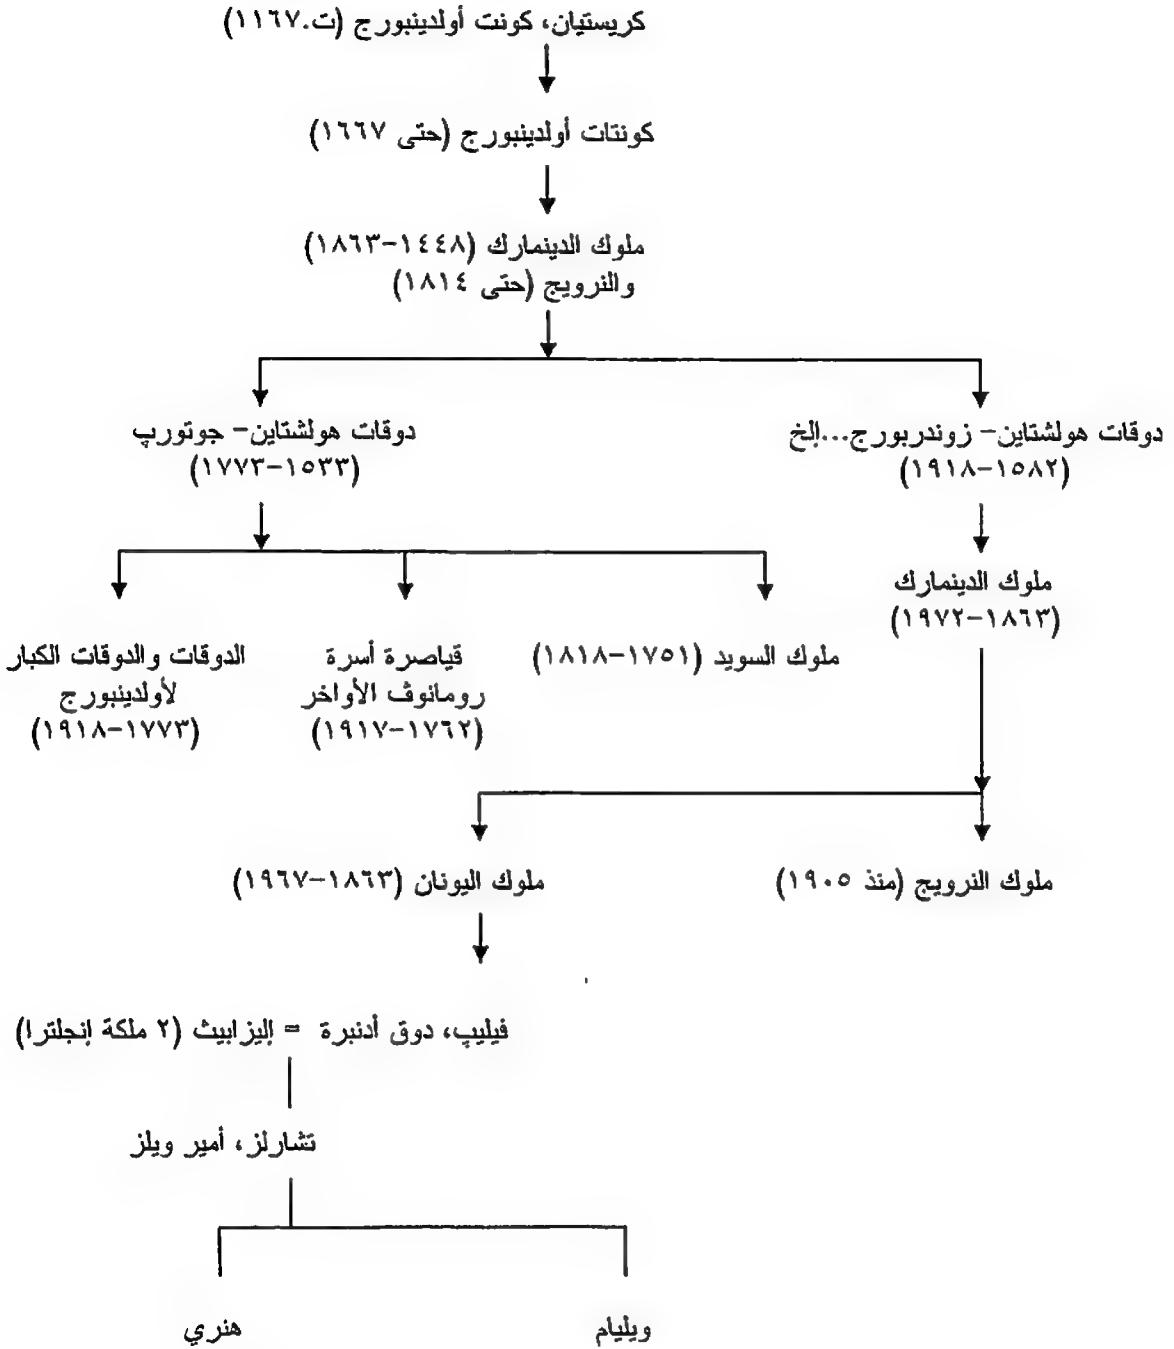 كريستيان، كونت أولدينبورج (ت.١١٦٧)
كونتات أولدينبورج (حتى ١٦٦٧)
ملوك الدينمارك (١٤٤٨-١٨٦٣)
والنرويج (حتى ١٨١٤)
دوقات هولشتاين- زوندربورج...إلخ
(١٥٨٢-١٩١٨)
دوقات هولشتاين- جوتورپ
(١٥٣٣-١٧٧٣)
ملوك الدينمارك
(١٨٦٣-١٩٧٢)
ملوك السويد (١٧٥١-١٨١٨)
قياصرة أسرة
رومانوڤ الأواخر
(١٧٦٢-١٩١٧)
الدوقات والدوقات الكبار
لأولدينبورج
(١٧٧٣-١٩١٨)
ملوك النرويج (منذ ١٩٠٥)
ملوك اليونان (١٨٦٣-١٩٦٧)
فيليپ، دوق أدنبرة = إليزابيث (٢ ملكة إنجلترا)
تشارلز، أمير ويلز
ويليام
هنري